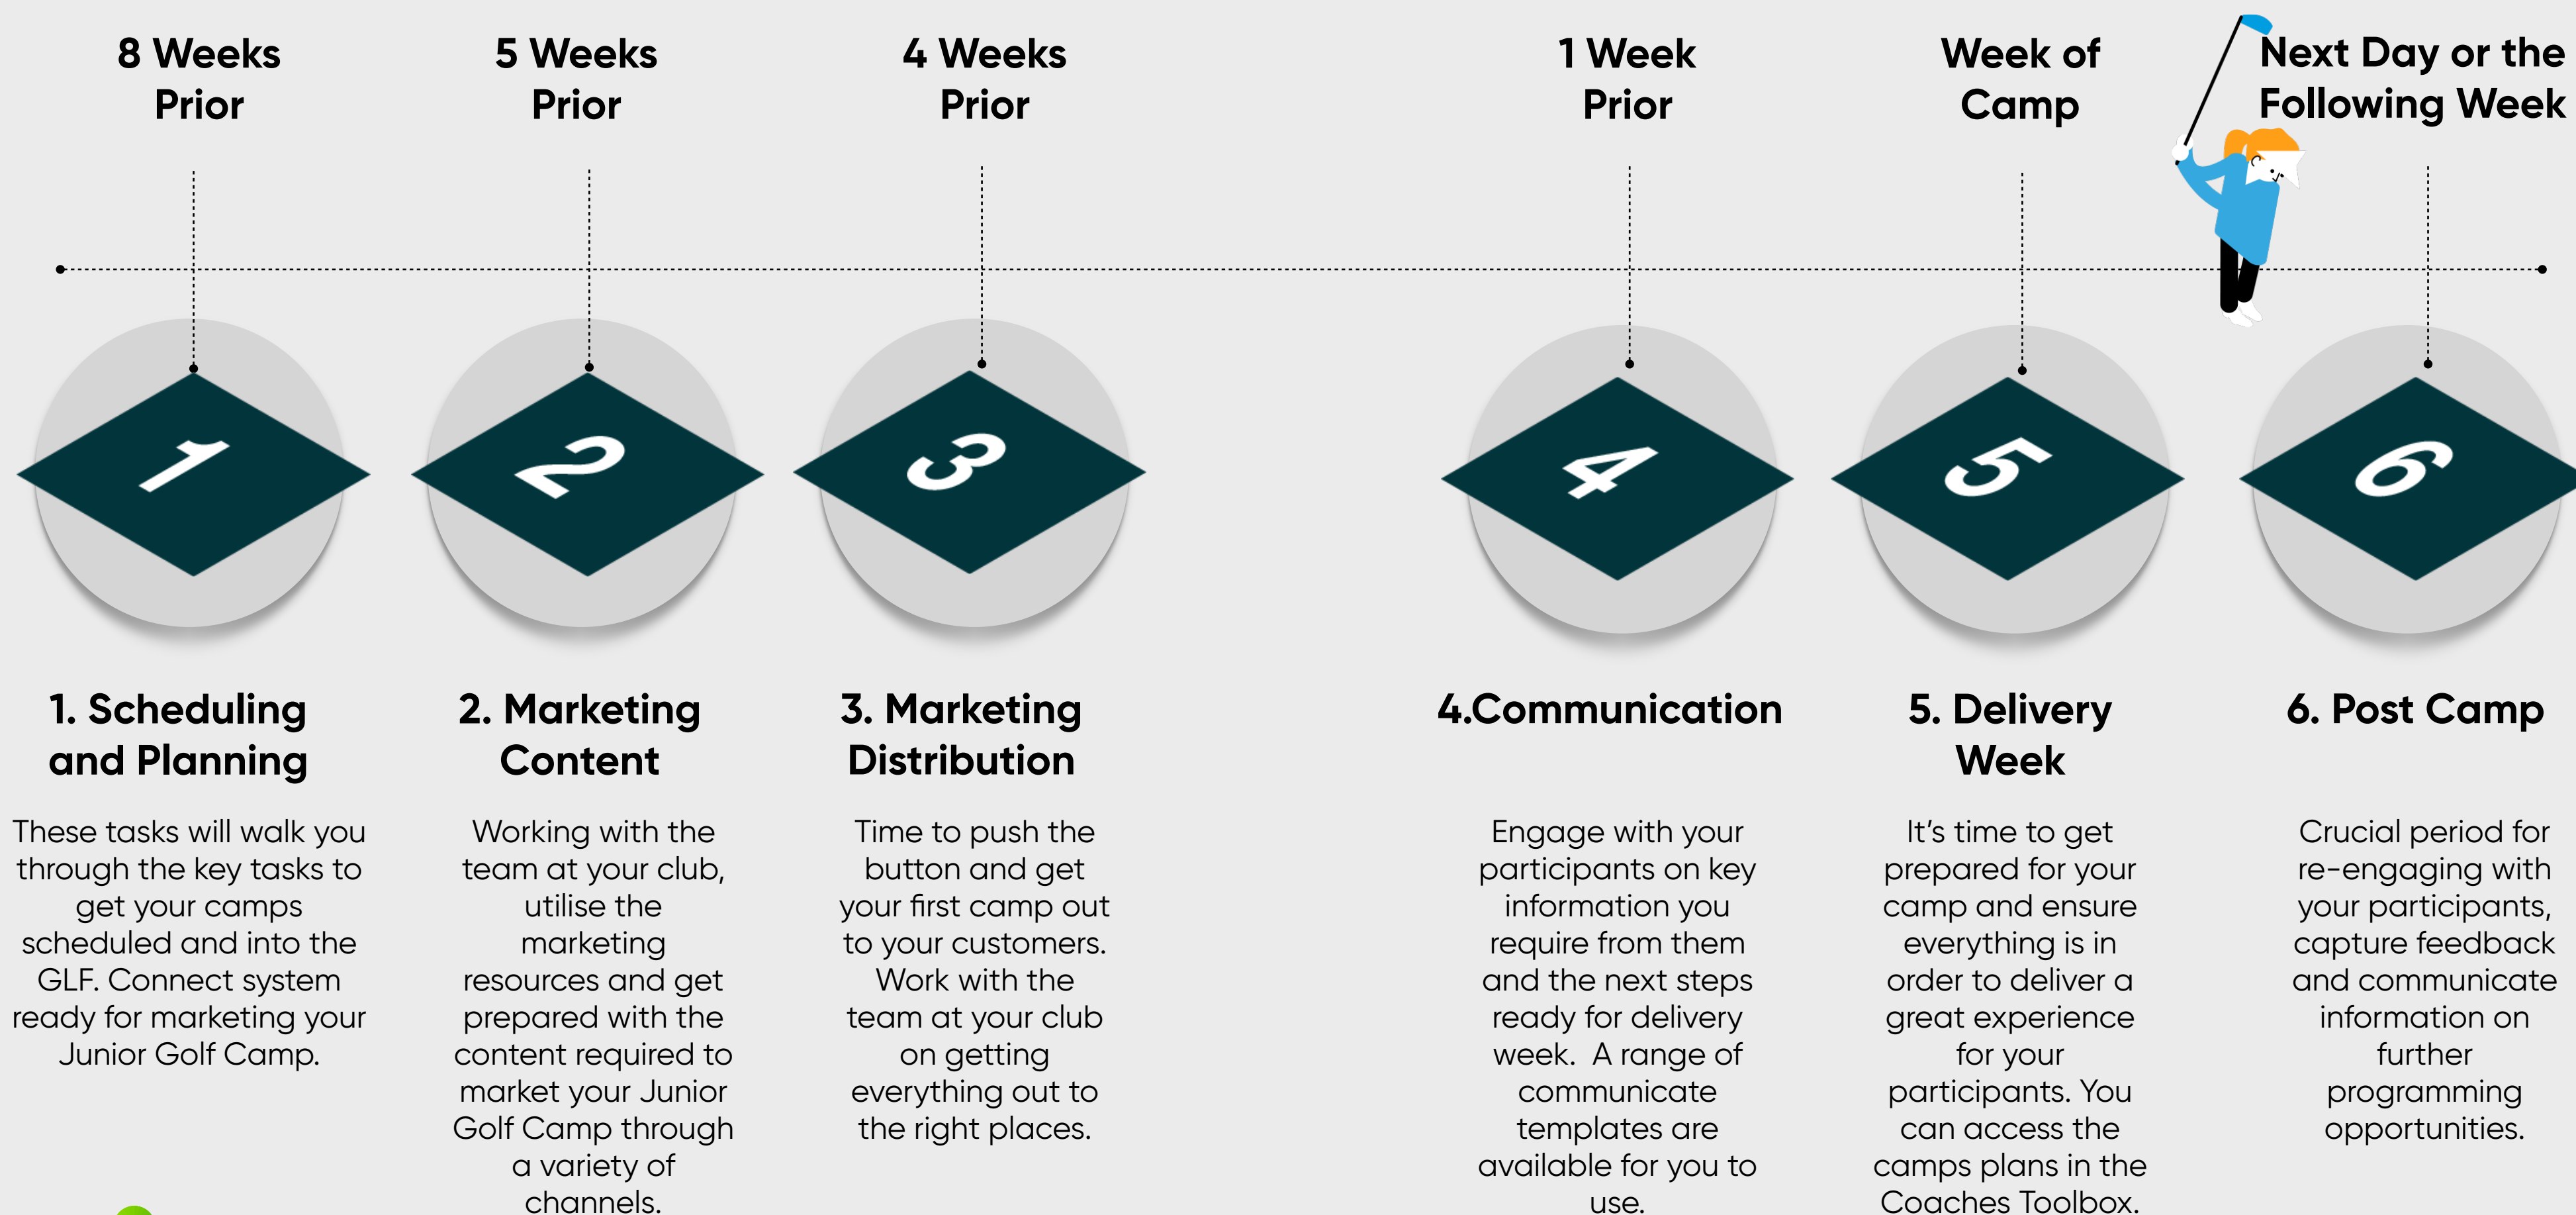 8 Weeks
Prior
5 Weeks
Prior
4 Weeks
Prior
1 Week
Prior
Week of
Camp
Next Day or the
Following Week
1
2
3
4
5
6
1. Scheduling
and Planning
These tasks will walk you
through the key tasks to
get your camps
scheduled and into the
GLF. Connect system
ready for marketing your
Junior Golf Camp.
2. Marketing
Content
Working with the
team at your club,
utilise the
marketing
resources and get
prepared with the
content required to
market your Junior
Golf Camp through
a variety of
channels.
3. Marketing
Distribution
Time to push the
button and get
your first camp out
to your customers.
Work with the
team at your club
on getting
everything out to
the right places.
4.Communication
Engage with your
participants on key
information you
require from them
and the next steps
ready for delivery
week.  A range of
communicate
templates are
available for you to
use.
5. Delivery
Week
It’s time to get
prepared for your
camp and ensure
everything is in
order to deliver a
great experience
for your
participants. You
can access the
camps plans in the
Coaches Toolbox.
6. Post Camp
Crucial period for
re-engaging with
your participants,
capture feedback
and communicate
information on
further
programming
opportunities.